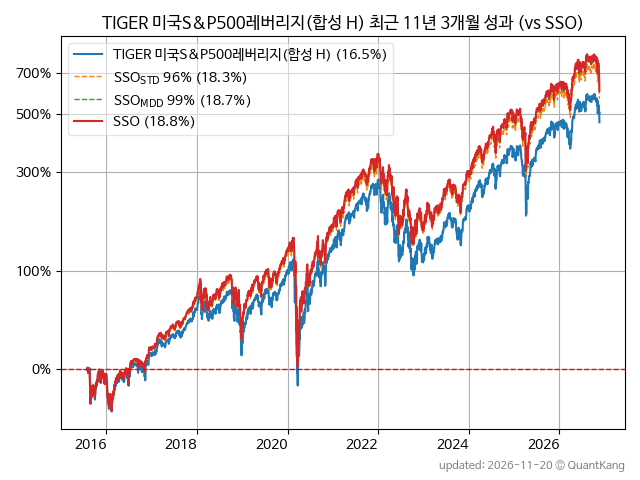 TIGER 미국S&P500레버리지(합성 H) 최근 11년 3개월 성과 (vs SSO)
TIGER 미국S&P500레버리지(합성 H) (16.5%)
SSO_STD 96% (18.3%)
SSO_MDD 99% (18.7%)
SSO (18.8%)
700%
500%
300%
100%
0%
2016 2018 2020 2022 2024 2026
updated: 2026-11-20 © QuantKang